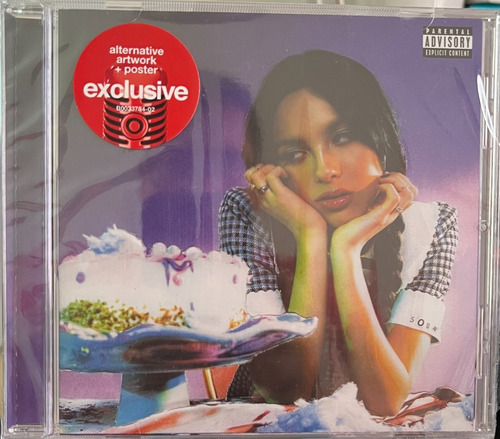 alternative
artwork
+ poster
exclusive
B0033784-02
PARENTAL
ADVISORY
EXPLICIT CONTENT
SOUR